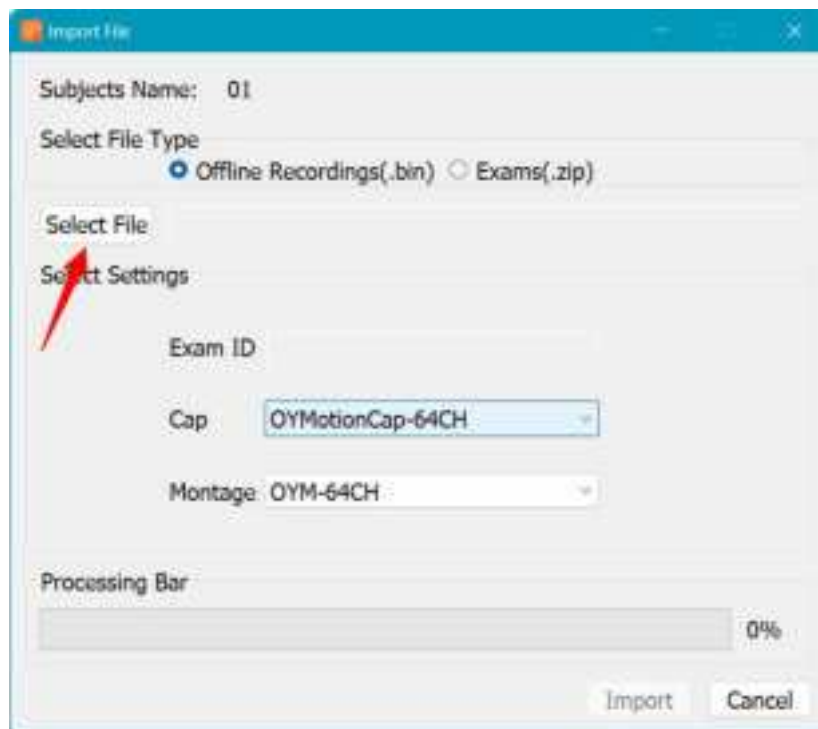 Import File
Subjects Name: 01
Select File Type
Offline Recordings(.bin) Exams(.zip)
Select File
Select Settings
Exam ID
Cap OYMotionCap-64CH
Montage OYM-64CH
Processing Bar
0%
Import Cancel